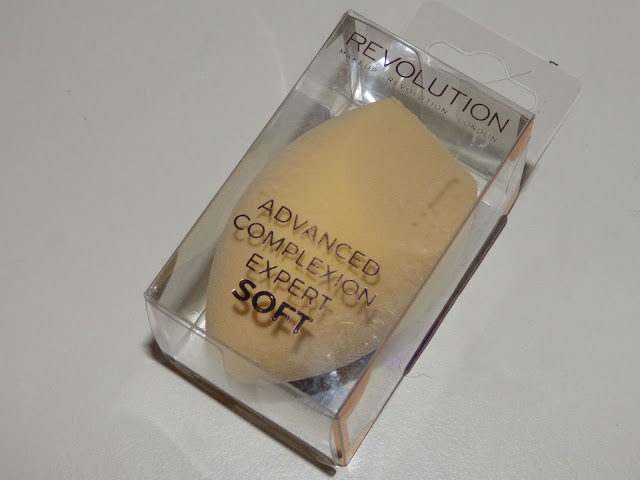 REVOLUTION
MAKEUP REVOLUTION LONDON
ADVANCED
COMPLEXION
EXPERT
SOFT